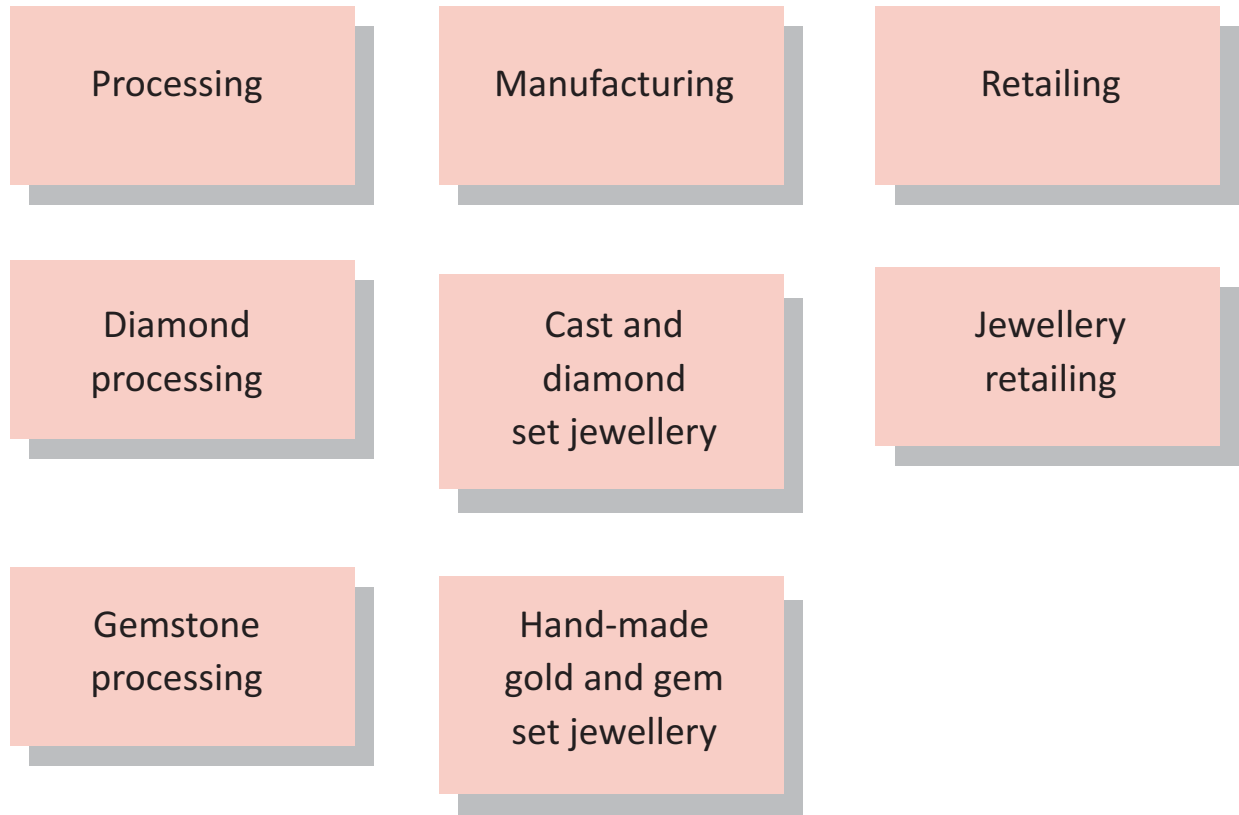 Processing
Manufacturing
Retailing
Diamond
processing
Cast and
diamond
set jewellery
Jewellery
retailing
Gemstone
processing
Hand-made
gold and gem
set jewellery